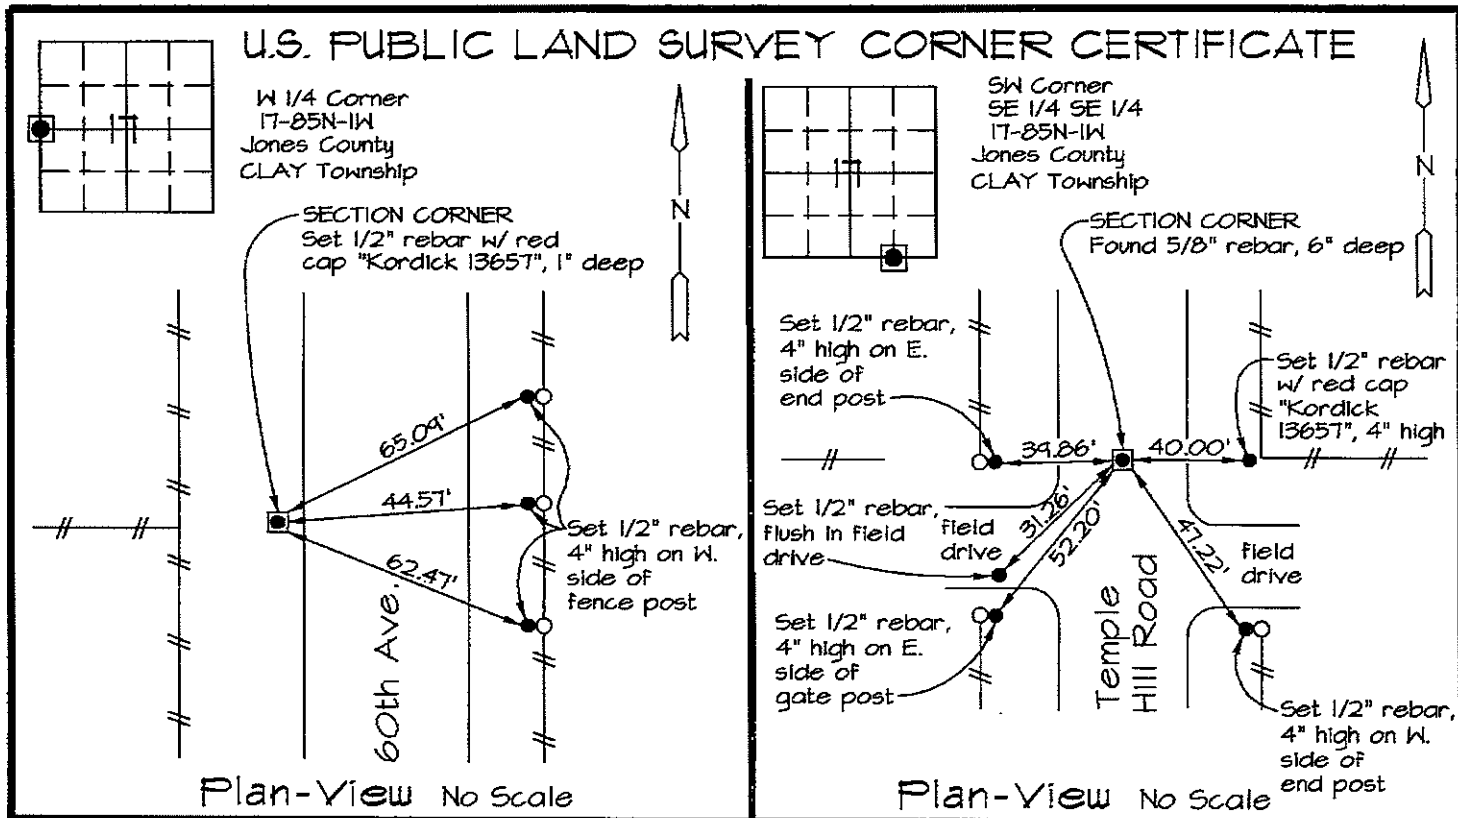 U.S. PUBLIC LAND SURVEY CORNER CERTIFICATE
17
W 1/4 Corner
17-85N-1W
Jones County
CLAY Township
N
SECTION CORNER
Set 1/2" rebar w/ red
cap "Kordick 13657", 1" deep
65.09'
44.57'
62.47'
Set 1/2" rebar,
4" high on W.
side of
fence post
60th Ave.
Plan-View No Scale
17
SW Corner
SE 1/4 SE 1/4
17-85N-1W
Jones County
CLAY Township
N
SECTION CORNER
Found 5/8" rebar, 6" deep
Set 1/2" rebar,
4" high on E.
side of
end post
Set 1/2" rebar
w/ red cap
"Kordick
13657", 4" high
39.86'
40.00'
Set 1/2" rebar,
flush in field
drive
field
drive
31.26'
52.20'
47.22'
field
drive
Set 1/2" rebar,
4" high on E.
side of
gate post
Temple
Hill Road
Set 1/2" rebar,
4" high on W.
side of
end post
Plan-View No Scale